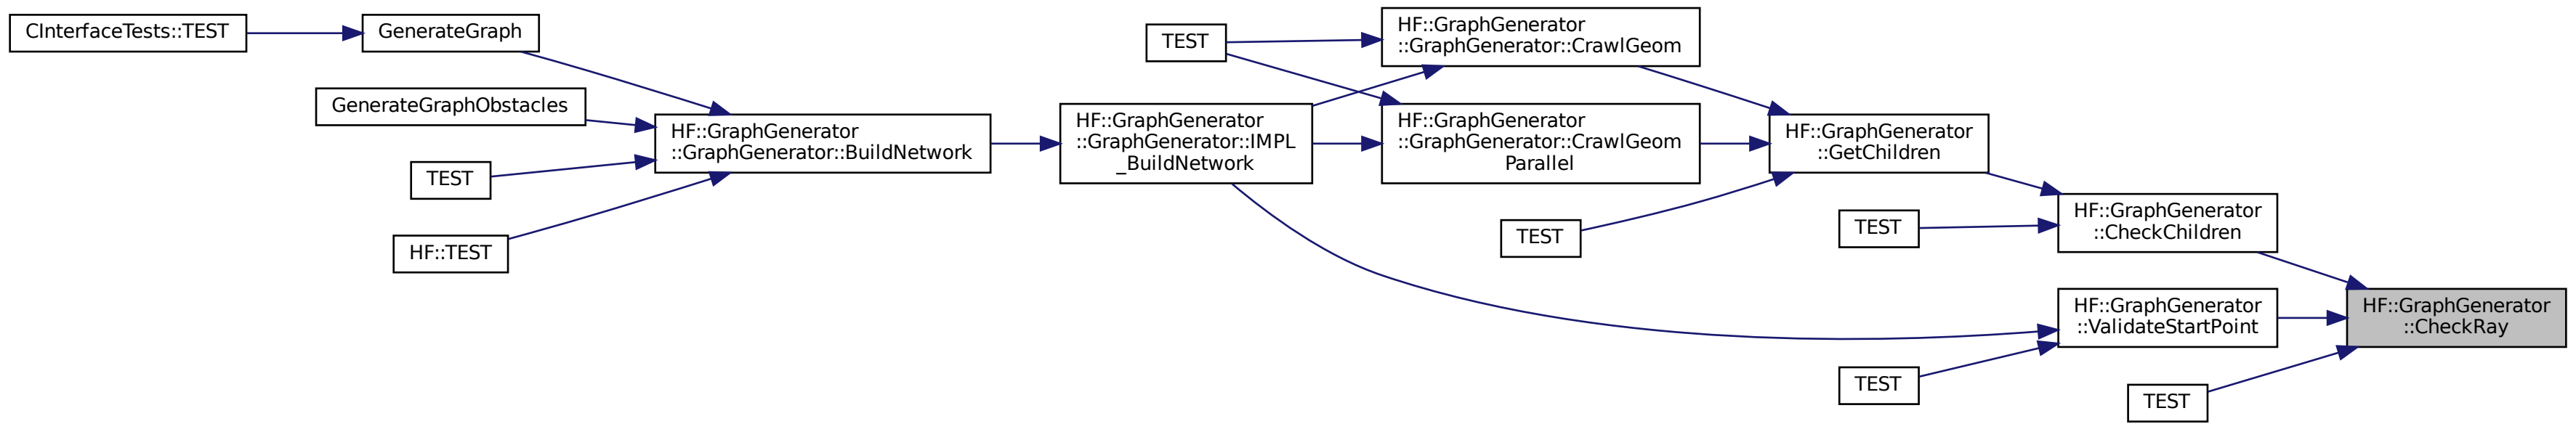 CInterfaceTests::TEST
GenerateGraph
GenerateGraphObstacles
TEST
HF::TEST
HF::GraphGenerator
::GraphGenerator::BuildNetwork
TEST
HF::GraphGenerator
::GraphGenerator::IMPL
_BuildNetwork
HF::GraphGenerator
::GraphGenerator::CrawlGeom
HF::GraphGenerator
::GraphGenerator::CrawlGeom
Parallel
TEST
HF::GraphGenerator
::GetChildren
TEST
HF::GraphGenerator
::CheckChildren
HF::GraphGenerator
::ValidateStartPoint
TEST
TEST
HF::GraphGenerator
::CheckRay